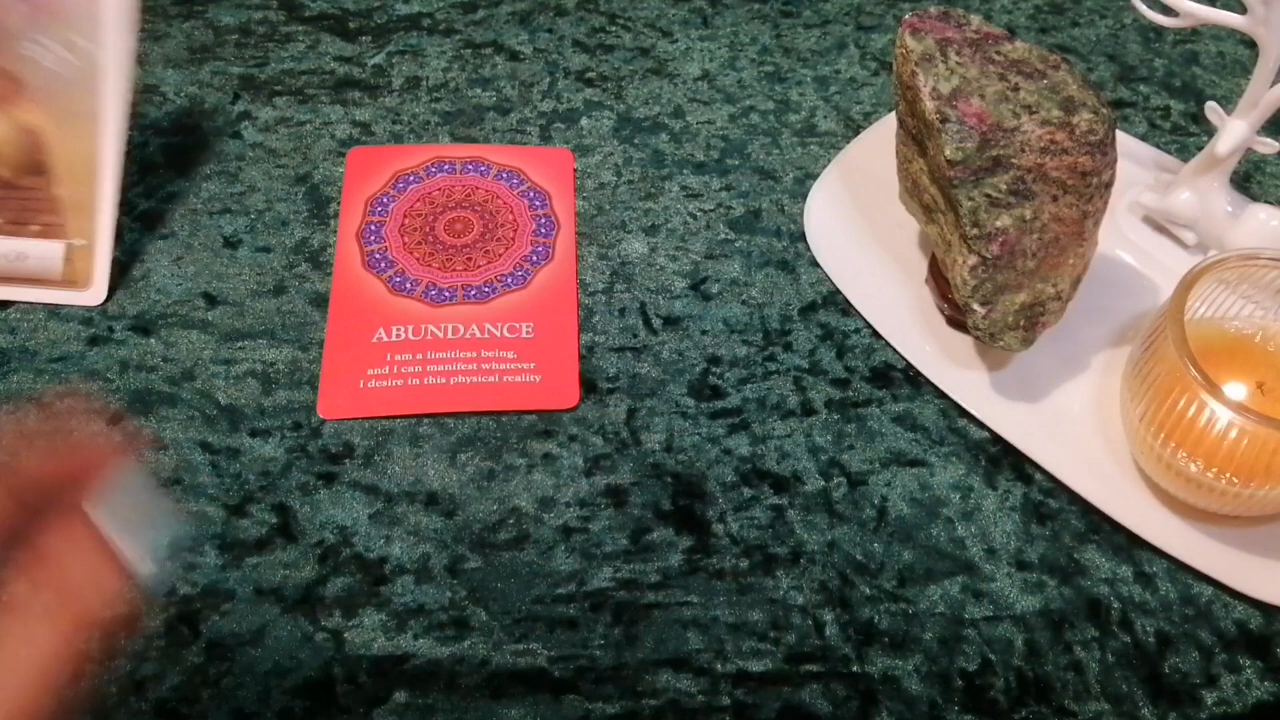 ABUNDANCE
I am a limitless being,
and I can manifest whatever
I desire in this physical reality